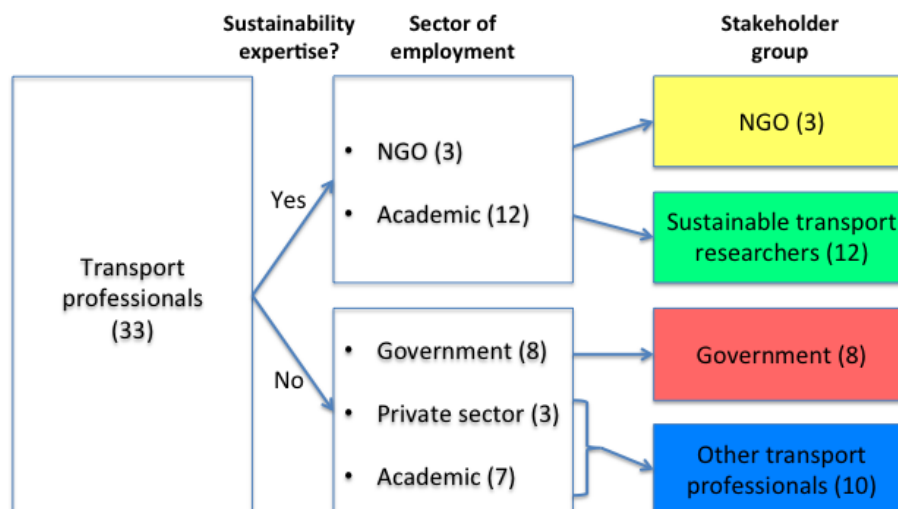 Sustainability
expertise?
Sector of
employment
Stakeholder
group
Transport
professionals
(33)
Yes
No
• NGO (3)
• Academic (12)
• Government (8)
• Private sector (3)
• Academic (7)
NGO (3)
Sustainable transport
researchers (12)
Government (8)
Other transport
professionals (10)